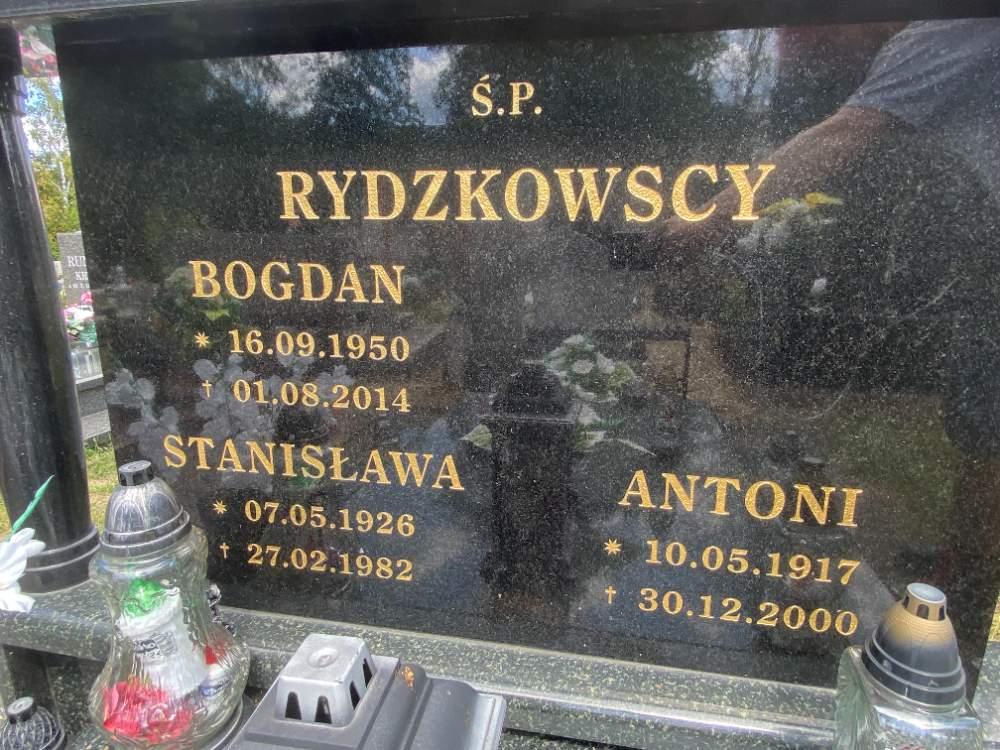 Ś.P.
RYDZKOWSCY
BOGDAN
* 16.09.1950
† 01.08.2014
STANISŁAWA
* 07.05.1926
† 27.02.1982
ANTONI
* 10.05.1917
† 30.12.2000